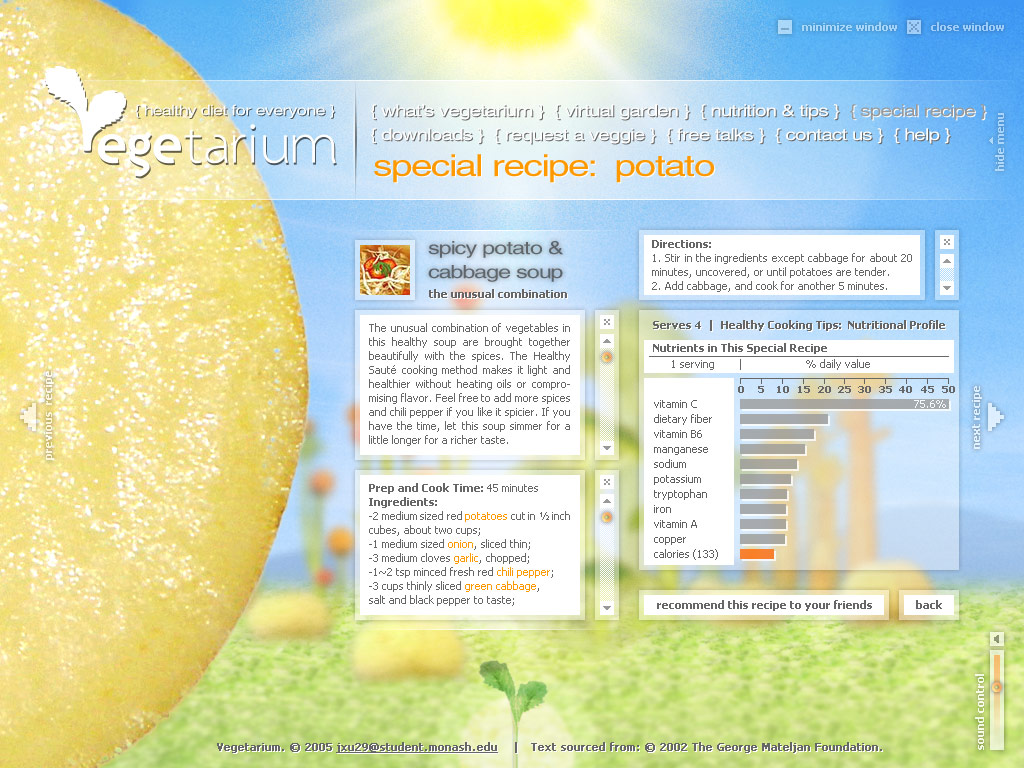 minimize window close window
{ healthy diet for everyone }
vegetarium
{ what's vegetarium } { virtual garden } { nutrition & tips } { special recipe }
{ downloads } { request a veggie } { free talks } { contact us } { help }
hide menu
special recipe: potato
spicy potato &
cabbage soup
the unusual combination
Directions:
1. Stir in the ingredients except cabbage for about 20
minutes, uncovered, or until potatoes are tender.
2. Add cabbage, and cook for another 5 minutes.
The unusual combination of vegetables in
this healthy soup are brought together
beautifully with the spices. The Healthy
Sauté cooking method makes it light and
healthier without heating oils or compro-
mising flavor. Feel free to add more spices
and chili pepper if you like it spicier. If you
have the time, let this soup simmer for a
little longer for a richer taste.
Prep and Cook Time: 45 minutes
Ingredients:
-2 medium sized red potatoes cut in ½ inch
cubes, about two cups;
-1 medium sized onion, sliced thin;
-3 medium cloves garlic, chopped;
-1~2 tsp minced fresh red chili pepper;
-3 cups thinly sliced green cabbage,
salt and black pepper to taste;
Serves 4 | Healthy Cooking Tips: Nutritional Profile
Nutrients in This Special Recipe
1 serving | % daily value
0 5 10 15 20 25 30 35 40 45 50
vitamin C 75.6%
dietary fiber
vitamin B6
manganese
sodium
potassium
tryptophan
iron
vitamin A
copper
calories (133)
recommend this recipe to your friends back
previous recipe
next recipe
sound control
Vegetarium. © 2005 jxu29@student.monash.edu | Text sourced from: © 2002 The George Mateljan Foundation.